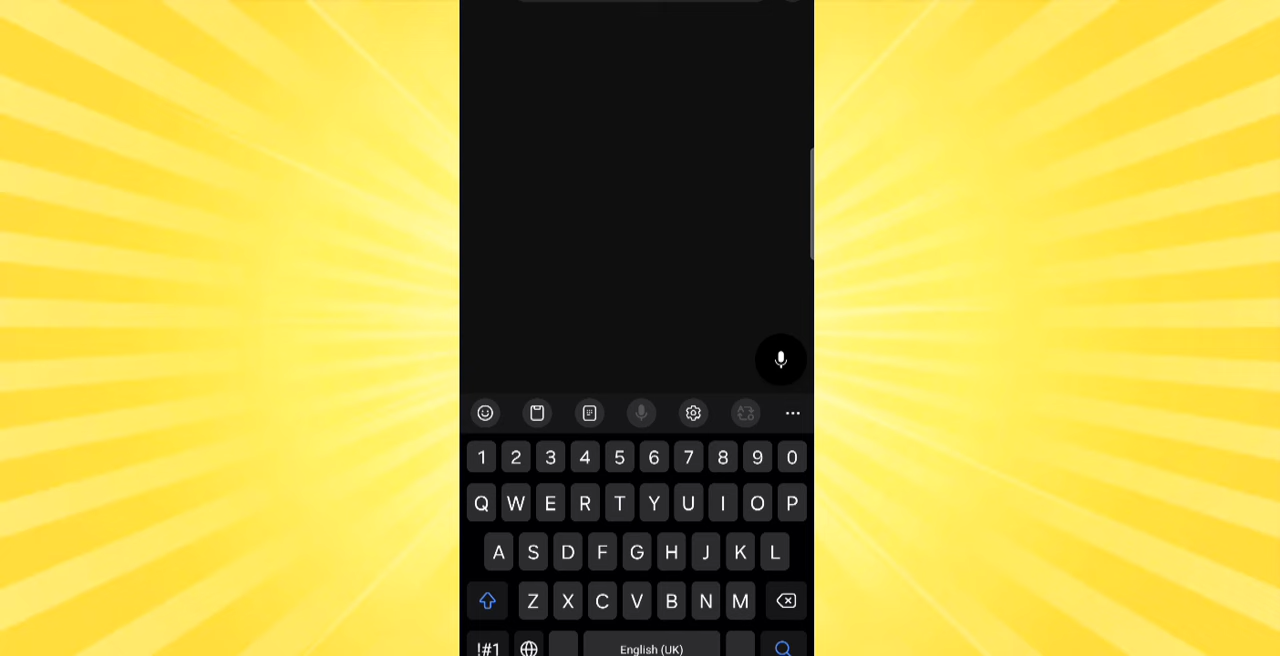 1 2 3 4 5 6 7 8 9 0
Q W E R T Y U I O P
A S D F G H J K L
Z X C V B N M
!#1 English (UK)